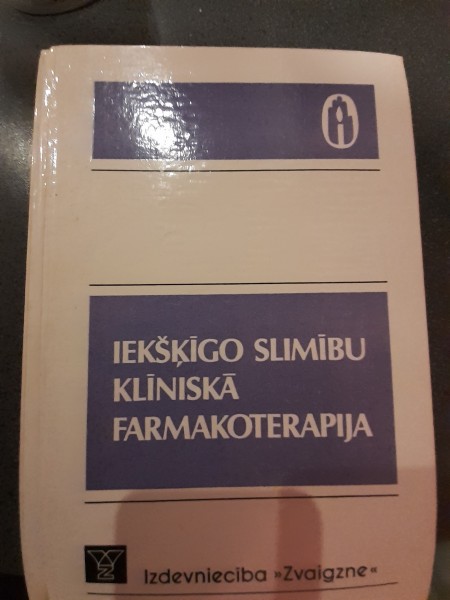 IEKŠĶĪGO SLIMĪBU
KLĪNISKĀ
FARMAKOTERAPIJA
Izdevniecība »Zvaigzne«